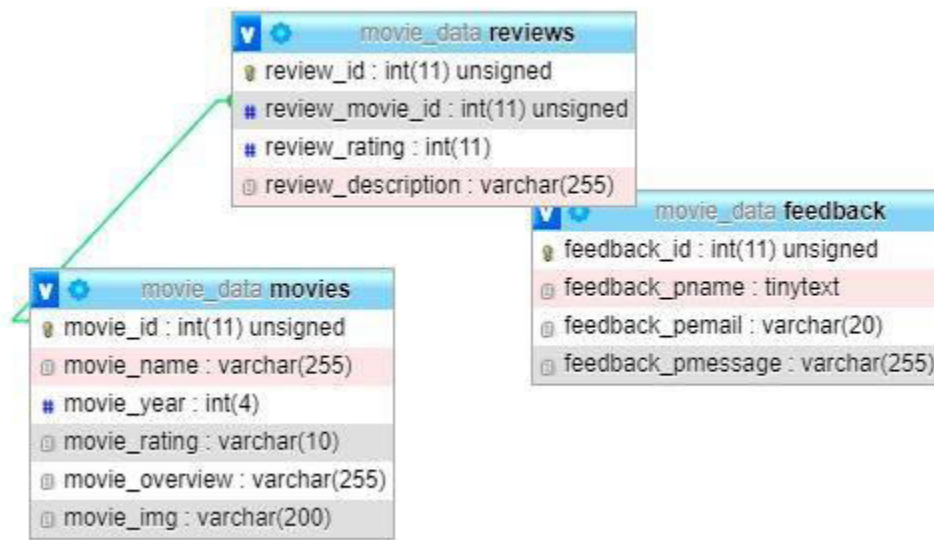 v movie_data reviews
review_id : int(11) unsigned
# review_movie_id : int(11) unsigned
# review_rating : int(11)
review_description : varchar(255)
v movie_data feedback
feedback_id : int(11) unsigned
feedback_pname : tinytext
feedback_pemail : varchar(20)
feedback_pmessage : varchar(255)
v movie_data movies
movie_id : int(11) unsigned
movie_name : varchar(255)
# movie_year : int(4)
movie_rating : varchar(10)
movie_overview : varchar(255)
movie_img : varchar(200)